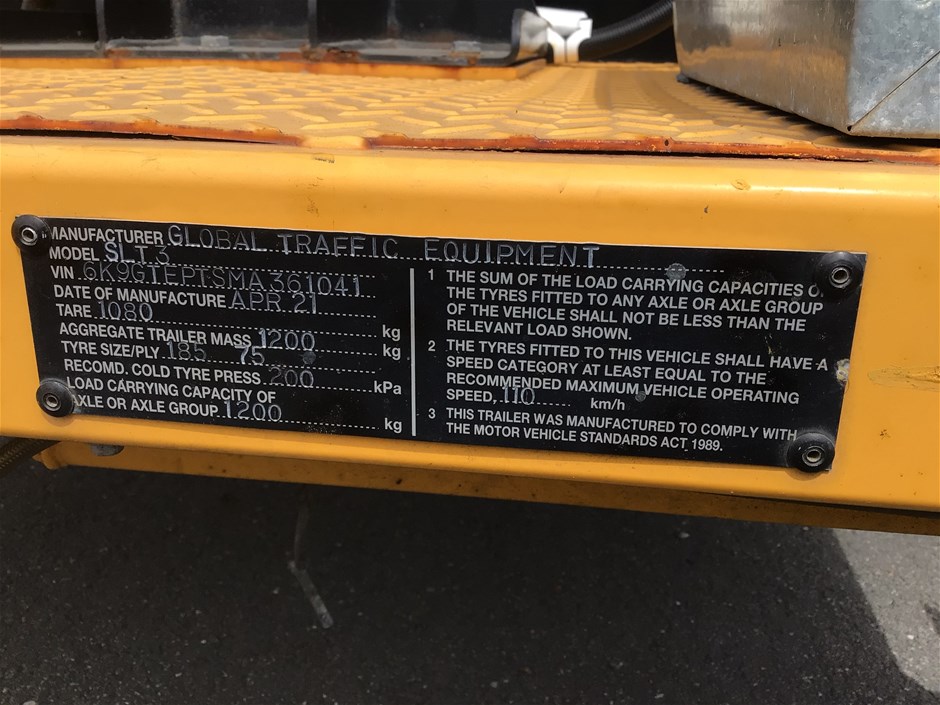 MANUFACTURER GLOBAL TRAFFIC EQUIPMENT
MODEL SLT3
VIN 6K9GTEPTSMA361041
DATE OF MANUFACTURE APR.21
TARE 1080 kg
AGGREGATE TRAILER MASS 1200 kg
TYRE SIZE/PLY 185 75
RECOMD. COLD TYRE PRESS. 200 kPa
LOAD CARRYING CAPACITY OF
AXLE OR AXLE GROUP 1200 kg
1 THE SUM OF THE LOAD CARRYING CAPACITIES OF
THE TYRES FITTED TO ANY AXLE OR AXLE GROUP
OF THE VEHICLE SHALL NOT BE LESS THAN THE
RELEVANT LOAD SHOWN.
2 THE TYRES FITTED TO THIS VEHICLE SHALL HAVE A
SPEED CATEGORY AT LEAST EQUAL TO THE
RECOMMENDED MAXIMUM VEHICLE OPERATING
SPEED, 110 km/h
3 THIS TRAILER WAS MANUFACTURED TO COMPLY WITH
THE MOTOR VEHICLE STANDARDS ACT 1989.